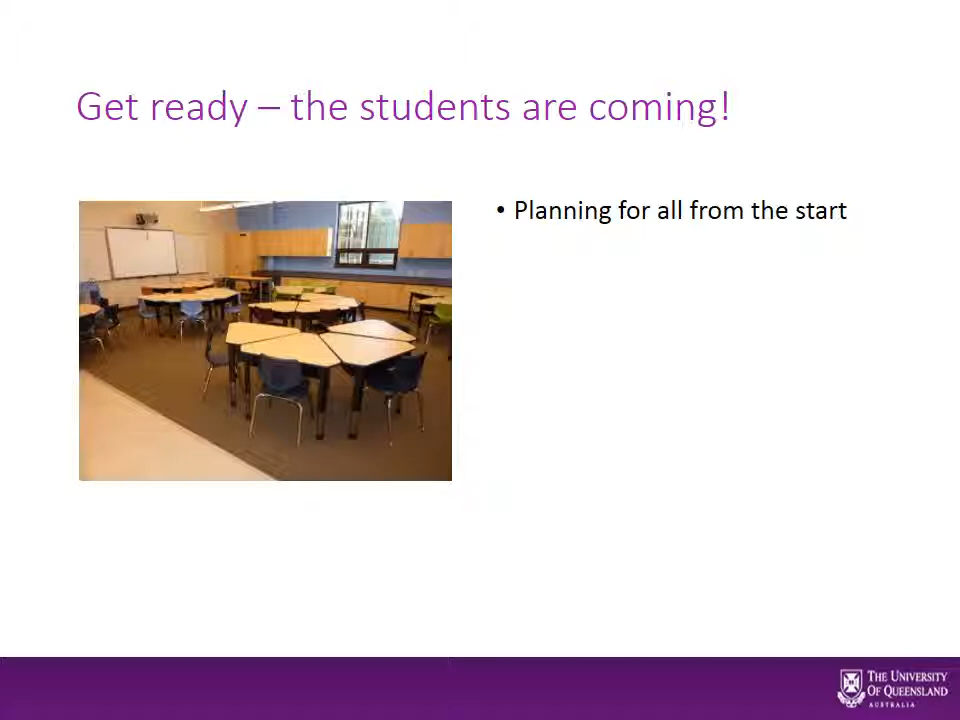 Get ready – the students are coming!
• Planning for all from the start
THE UNIVERSITY
OF QUEENSLAND
AUSTRALIA